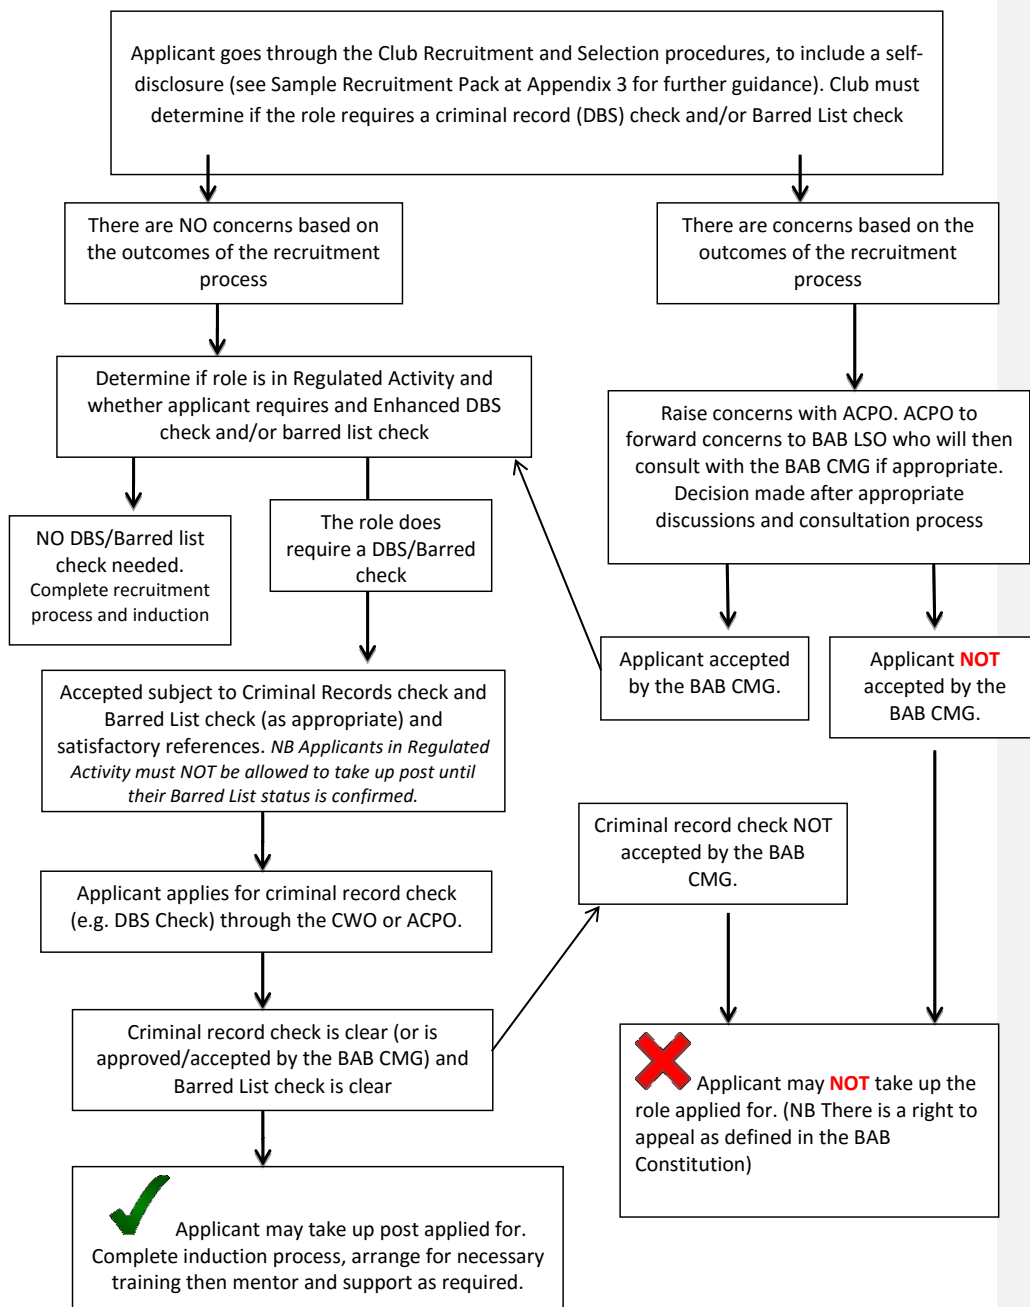 Applicant goes through the Club Recruitment and Selection procedures, to include a self-
disclosure (see Sample Recruitment Pack at Appendix 3 for further guidance). Club must
determine if the role requires a criminal record (DBS) check and/or Barred List check
There are NO concerns based on
the outcomes of the recruitment
process
There are concerns based on the
outcomes of the recruitment
process
Determine if role is in Regulated Activity and
whether applicant requires and Enhanced DBS
check and/or barred list check
Raise concerns with ACPO. ACPO to
forward concerns to BAB LSO who will then
consult with the BAB CMG if appropriate.
Decision made after appropriate
discussions and consultation process
NO DBS/Barred list
check needed.
Complete recruitment
process and induction
The role does
require a DBS/Barred
check
Applicant accepted
by the BAB CMG.
Applicant NOT
accepted by the
BAB CMG.
Accepted subject to Criminal Records check and
Barred List check (as appropriate) and
satisfactory references. NB Applicants in Regulated
Activity must NOT be allowed to take up post until
their Barred List status is confirmed.
Criminal record check NOT
accepted by the BAB
CMG.
Applicant applies for criminal record check
(e.g. DBS Check) through the CWO or ACPO.
Criminal record check is clear (or is
approved/accepted by the BAB CMG) and
Barred List check is clear
Applicant may NOT take up the
role applied for. (NB There is a right to
appeal as defined in the BAB
Constitution)
Applicant may take up post applied for.
Complete induction process, arrange for necessary
training then mentor and support as required.